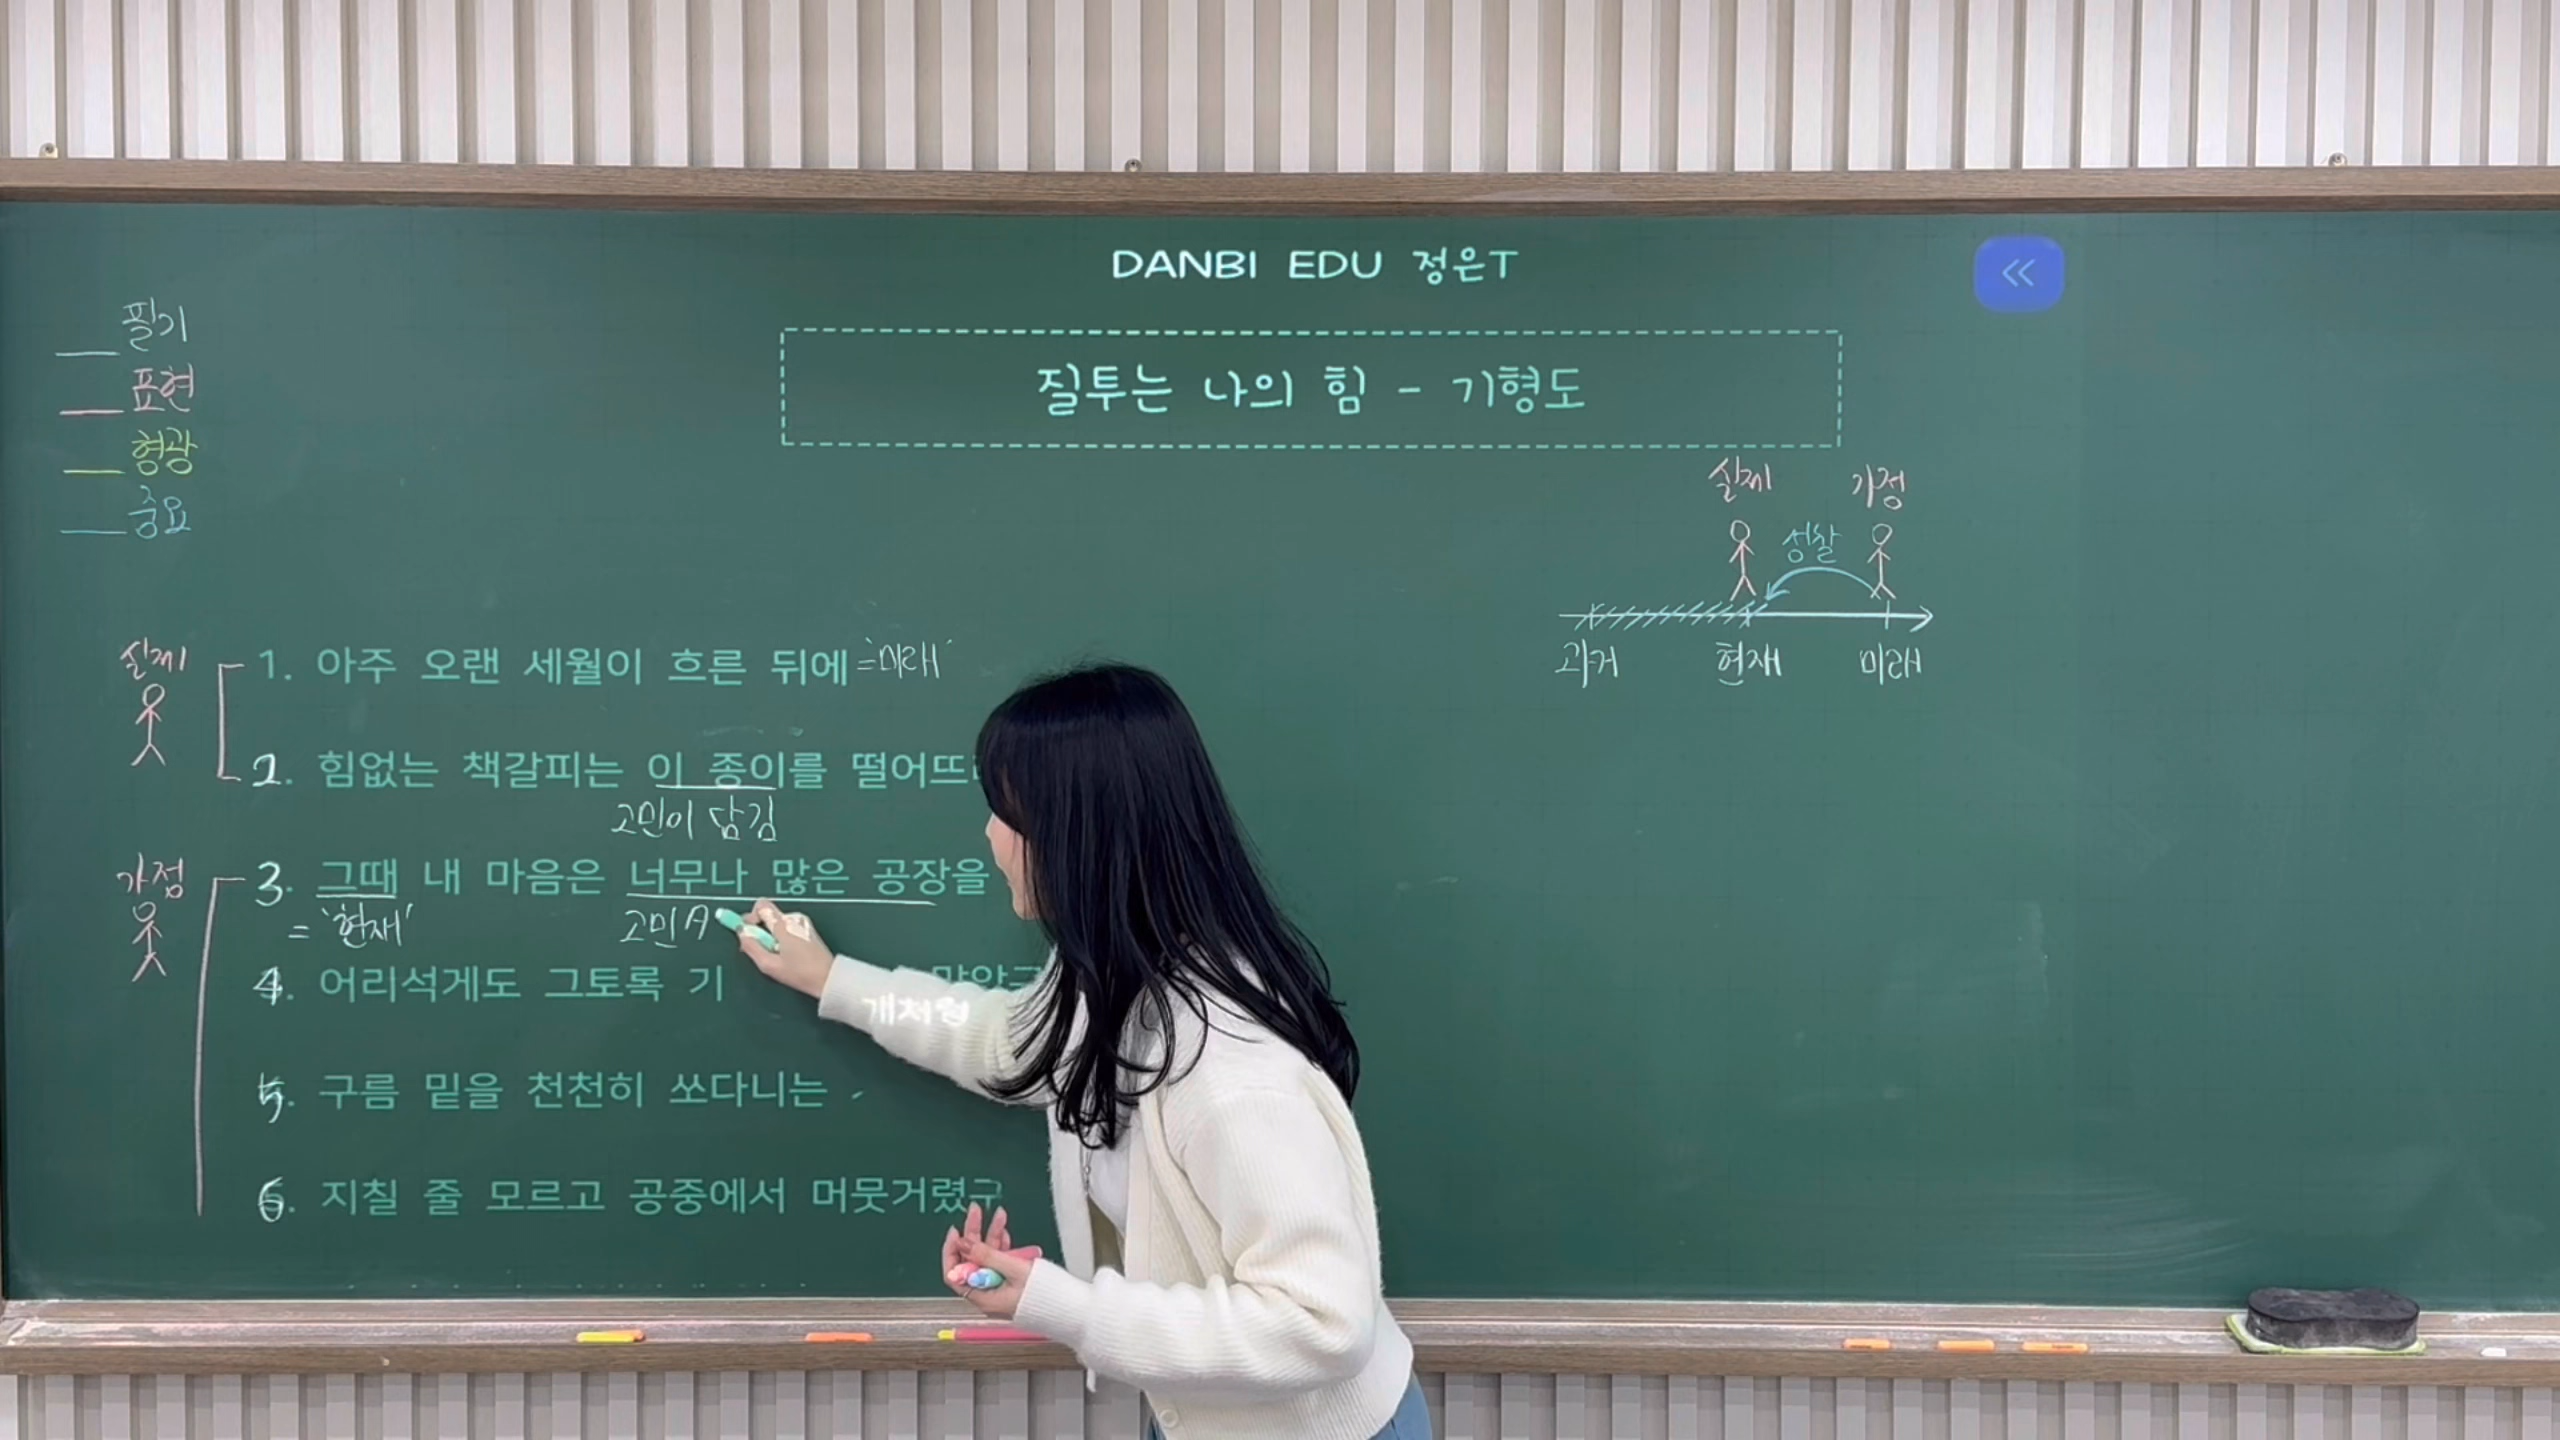 DANBI EDU 정은T
필기
표현
형광
중요
질투는 나의 힘 - 기형도
실제 가정
성찰
과거 현재 미래
실제
1. 아주 오랜 세월이 흐른 뒤에 = '미래'
2. 힘없는 책갈피는 이 종이를 떨어뜨
고민이 담김
가정
3. 그때 내 마음은 너무나 많은 공장을
= '현재' 고민A
4. 어리석게도 그토록 기
5. 구름 밑을 천천히 쏘다니는
6. 지칠 줄 모르고 공중에서 머뭇거렸구